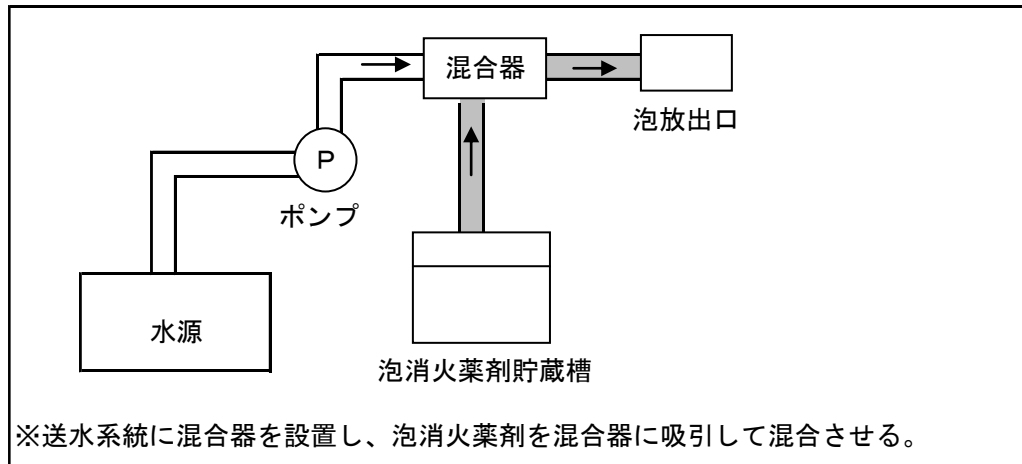 混合器
泡放出口
P
ポンプ
水源
泡消火薬剤貯蔵槽
※送水系統に混合器を設置し、泡消火薬剤を混合器に吸引して混合させる。